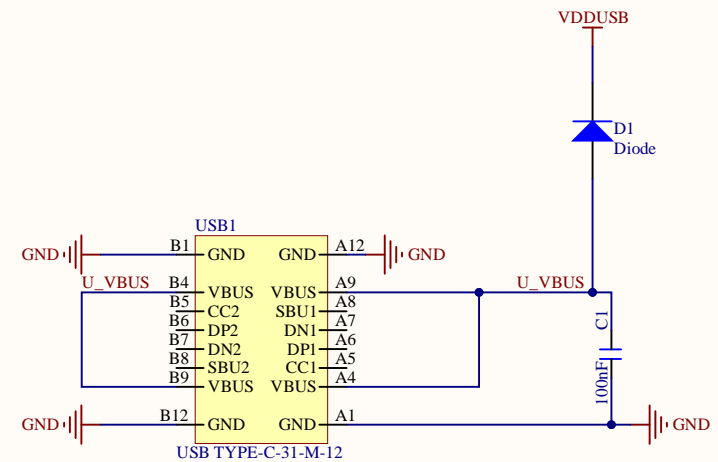 VDDUSB
D1
Diode
USB1
GND B1 GND GND A12 GND
U_VBUS B4 VBUS VBUS A9 U_VBUS
B5 CC2 SBU1 A8
B6 DP2 DN1 A7
B7 DN2 DP1 A6
B8 SBU2 CC1 A5
B9 VBUS VBUS A4
C1
100nF
GND B12 GND GND A1 GND
USB TYPE-C-31-M-12